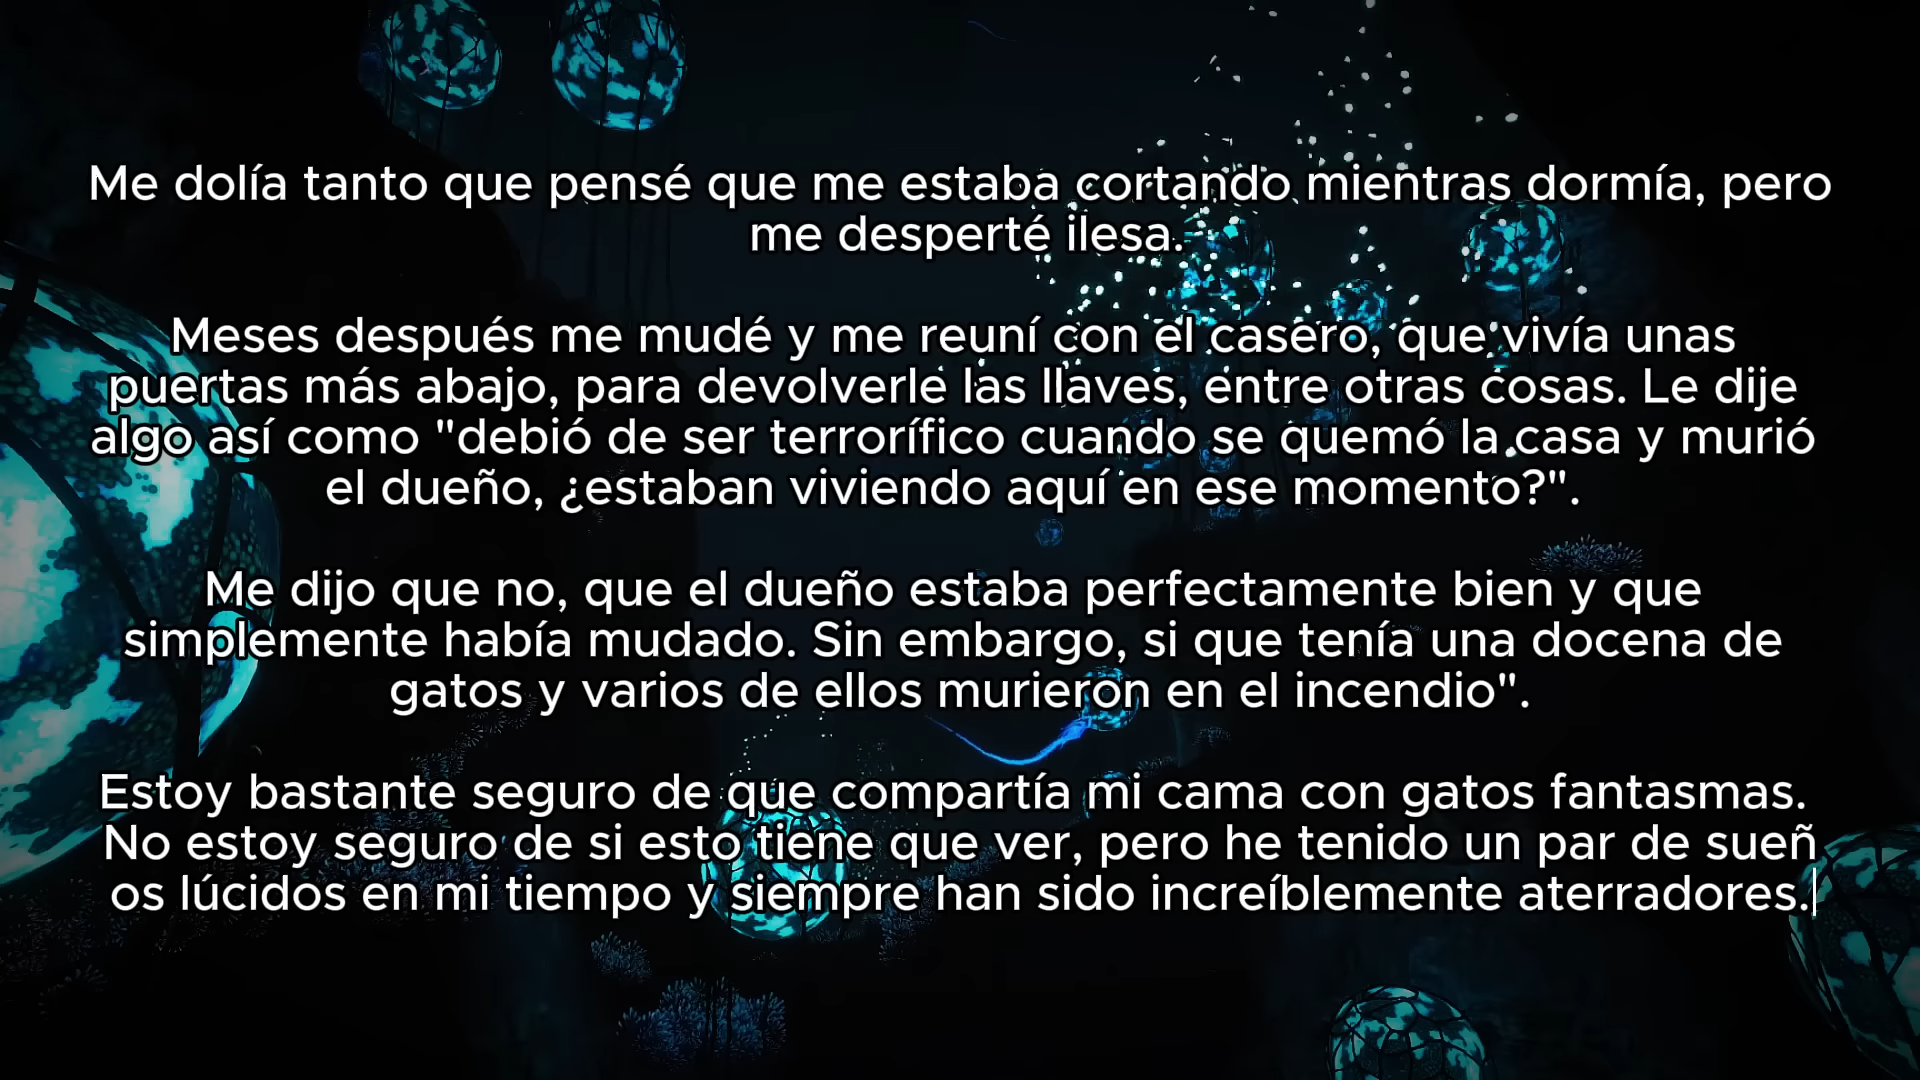 Me dolía tanto que pensé que me estaba cortando mientras dormía, pero
me desperté ilesa.
Meses después me mudé y me reuní con el casero, que vivía unas
puertas más abajo, para devolverle las llaves, entre otras cosas. Le dije
algo así como "debió de ser terrorífico cuando se quemó la casa y murió
el dueño, ¿estaban viviendo aquí en ese momento?".
Me dijo que no, que el dueño estaba perfectamente bien y que
simplemente había mudado. Sin embargo, si que tenía una docena de
gatos y varios de ellos murieron en el incendio".
Estoy bastante seguro de que compartía mi cama con gatos fantasmas.
No estoy seguro de si esto tiene que ver, pero he tenido un par de sueñ
os lúcidos en mi tiempo y siempre han sido increíblemente aterradores.